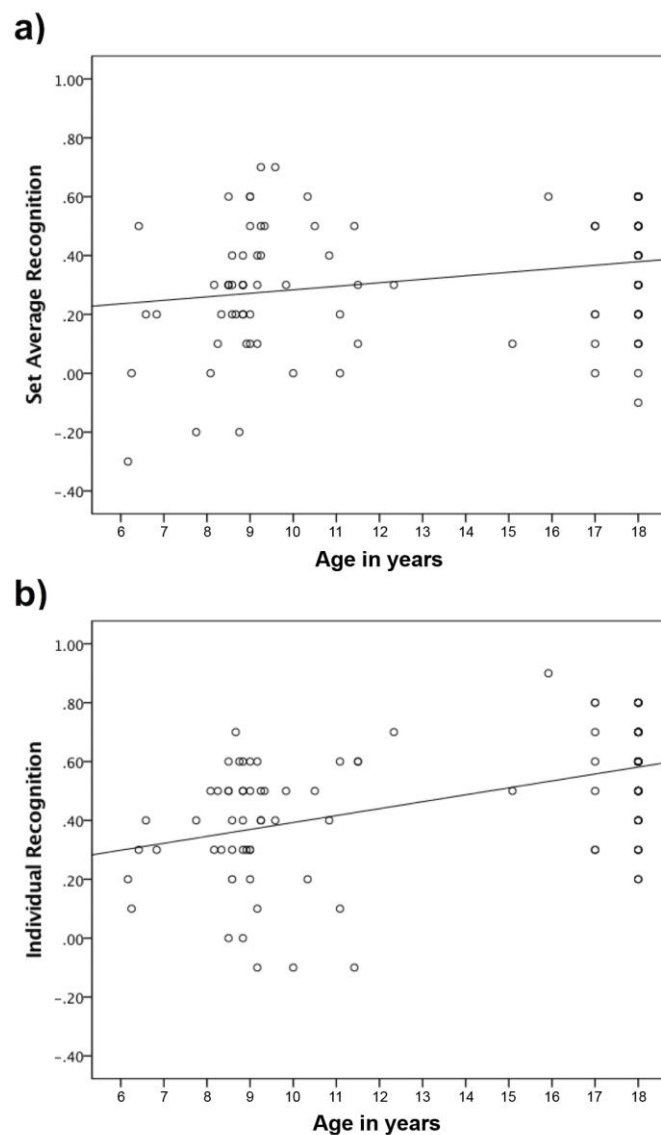 a)
1.00
.80
.60
.40
.20
.00
-.20
-.40
Set Average Recognition
6 7 8 9 10 11 12 13 14 15 16 17 18
Age in years
b)
1.00
.80
.60
.40
.20
.00
-.20
-.40
Individual Recognition
6 7 8 9 10 11 12 13 14 15 16 17 18
Age in years